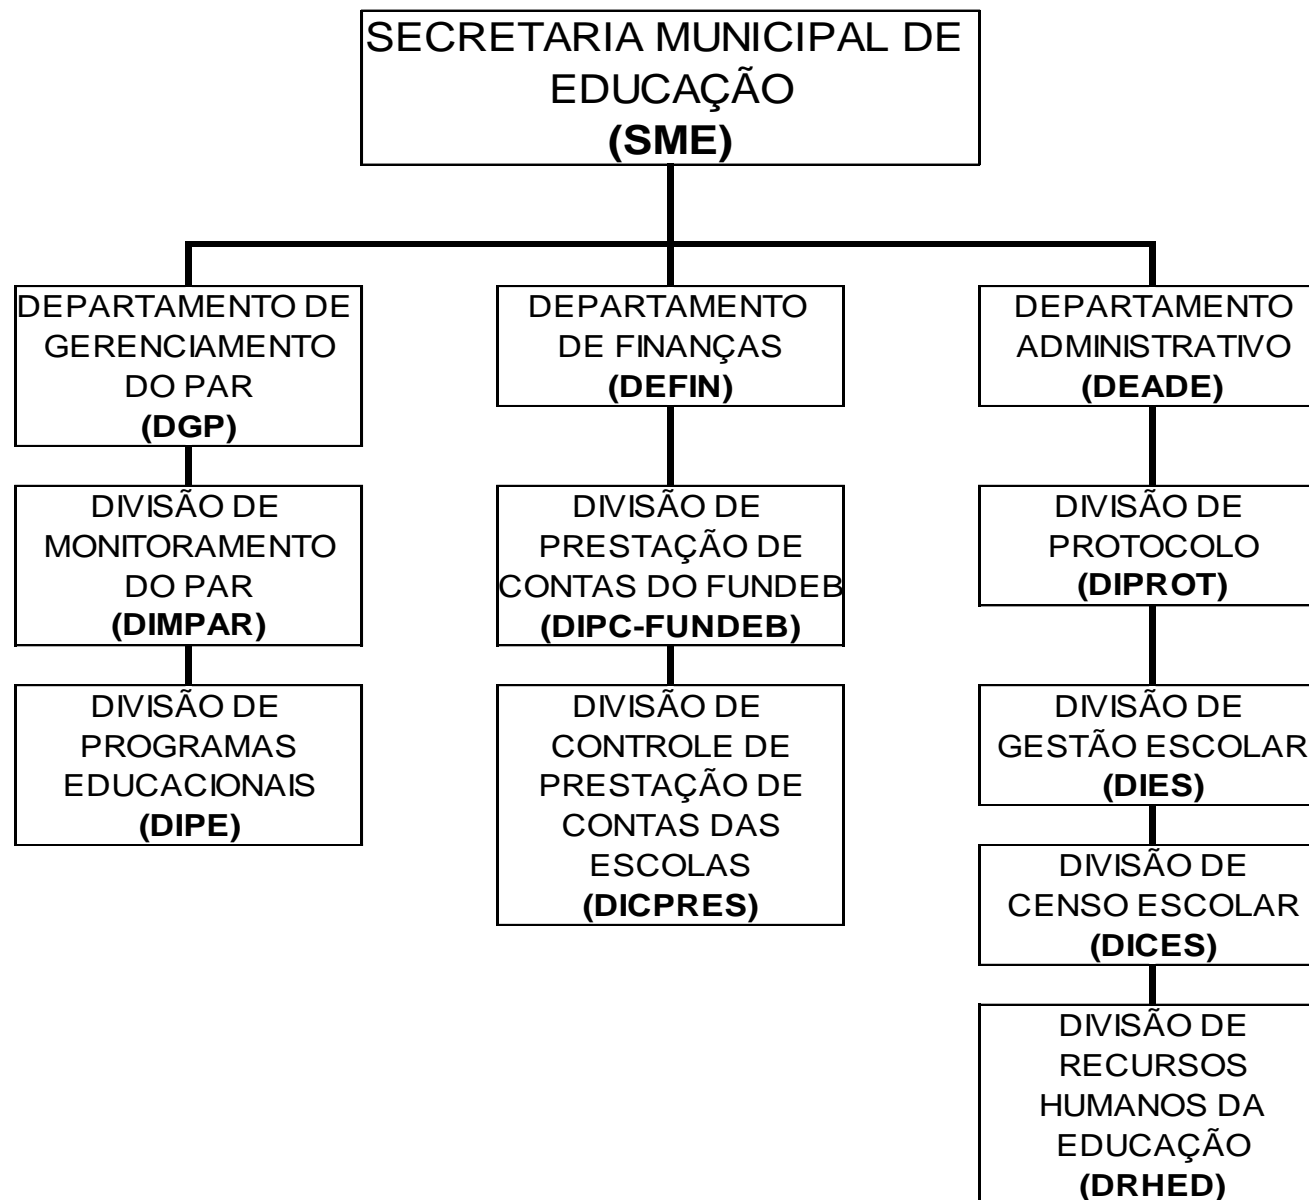 SECRETARIA MUNICIPAL DE
EDUCAÇÃO
(SME)
DEPARTAMENTO DE
GERENCIAMENTO
DO PAR
(DGP)
DEPARTAMENTO
DE FINANÇAS
(DEFIN)
DEPARTAMENTO
ADMINISTRATIVO
(DEADE)
DIVISÃO DE
MONITORAMENTO
DO PAR
(DIMPAR)
DIVISÃO DE
PRESTAÇÃO DE
CONTAS DO FUNDEB
(DIPC-FUNDEB)
DIVISÃO DE
PROTOCOLO
(DIPROT)
DIVISÃO DE
PROGRAMAS
EDUCACIONAIS
(DIPE)
DIVISÃO DE
CONTROLE DE
PRESTAÇÃO DE
CONTAS DAS
ESCOLAS
(DICPRES)
DIVISÃO DE
GESTÃO ESCOLAR
(DIES)
DIVISÃO DE
CENSO ESCOLAR
(DICES)
DIVISÃO DE
RECURSOS
HUMANOS DA
EDUCAÇÃO
(DRHED)